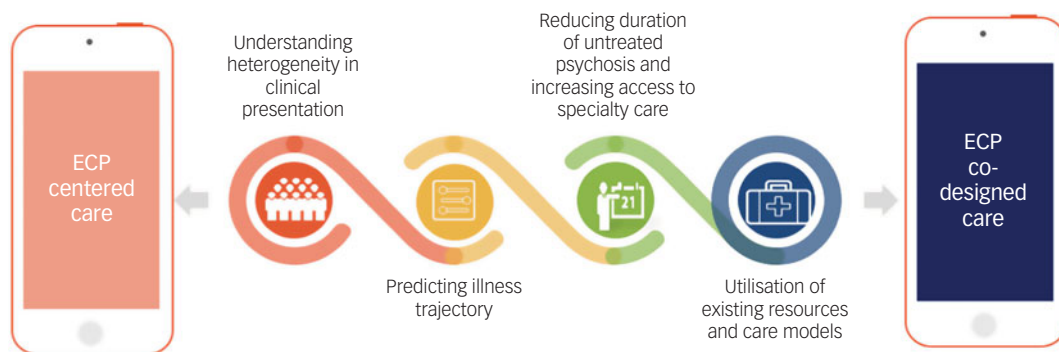 ECP
centered
care
Understanding
heterogeneity in
clinical
presentation
Predicting illness
trajectory
Reducing duration
of untreated
psychosis and
increasing access to
specialty care
21
Utilisation of
existing resources
and care models
ECP
co-
designed
care